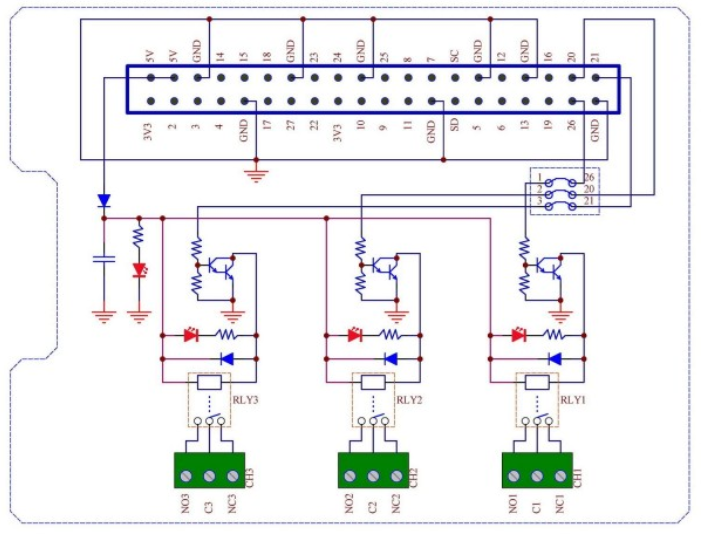 5V 5V GND 14 15 18 GND 23 24 GND 25 8 7 SC GND 12 GND 16 20 21
3V3 2 3 4 GND 17 27 22 3V3 10 9 11 GND SD 5 6 13 19 26 GND
1 26
2 20
3 21
RLY3 RLY2 RLY1
CH3 CH2 CH1
NO3 C3 NC3 NO2 C2 NC2 NO1 C1 NC1